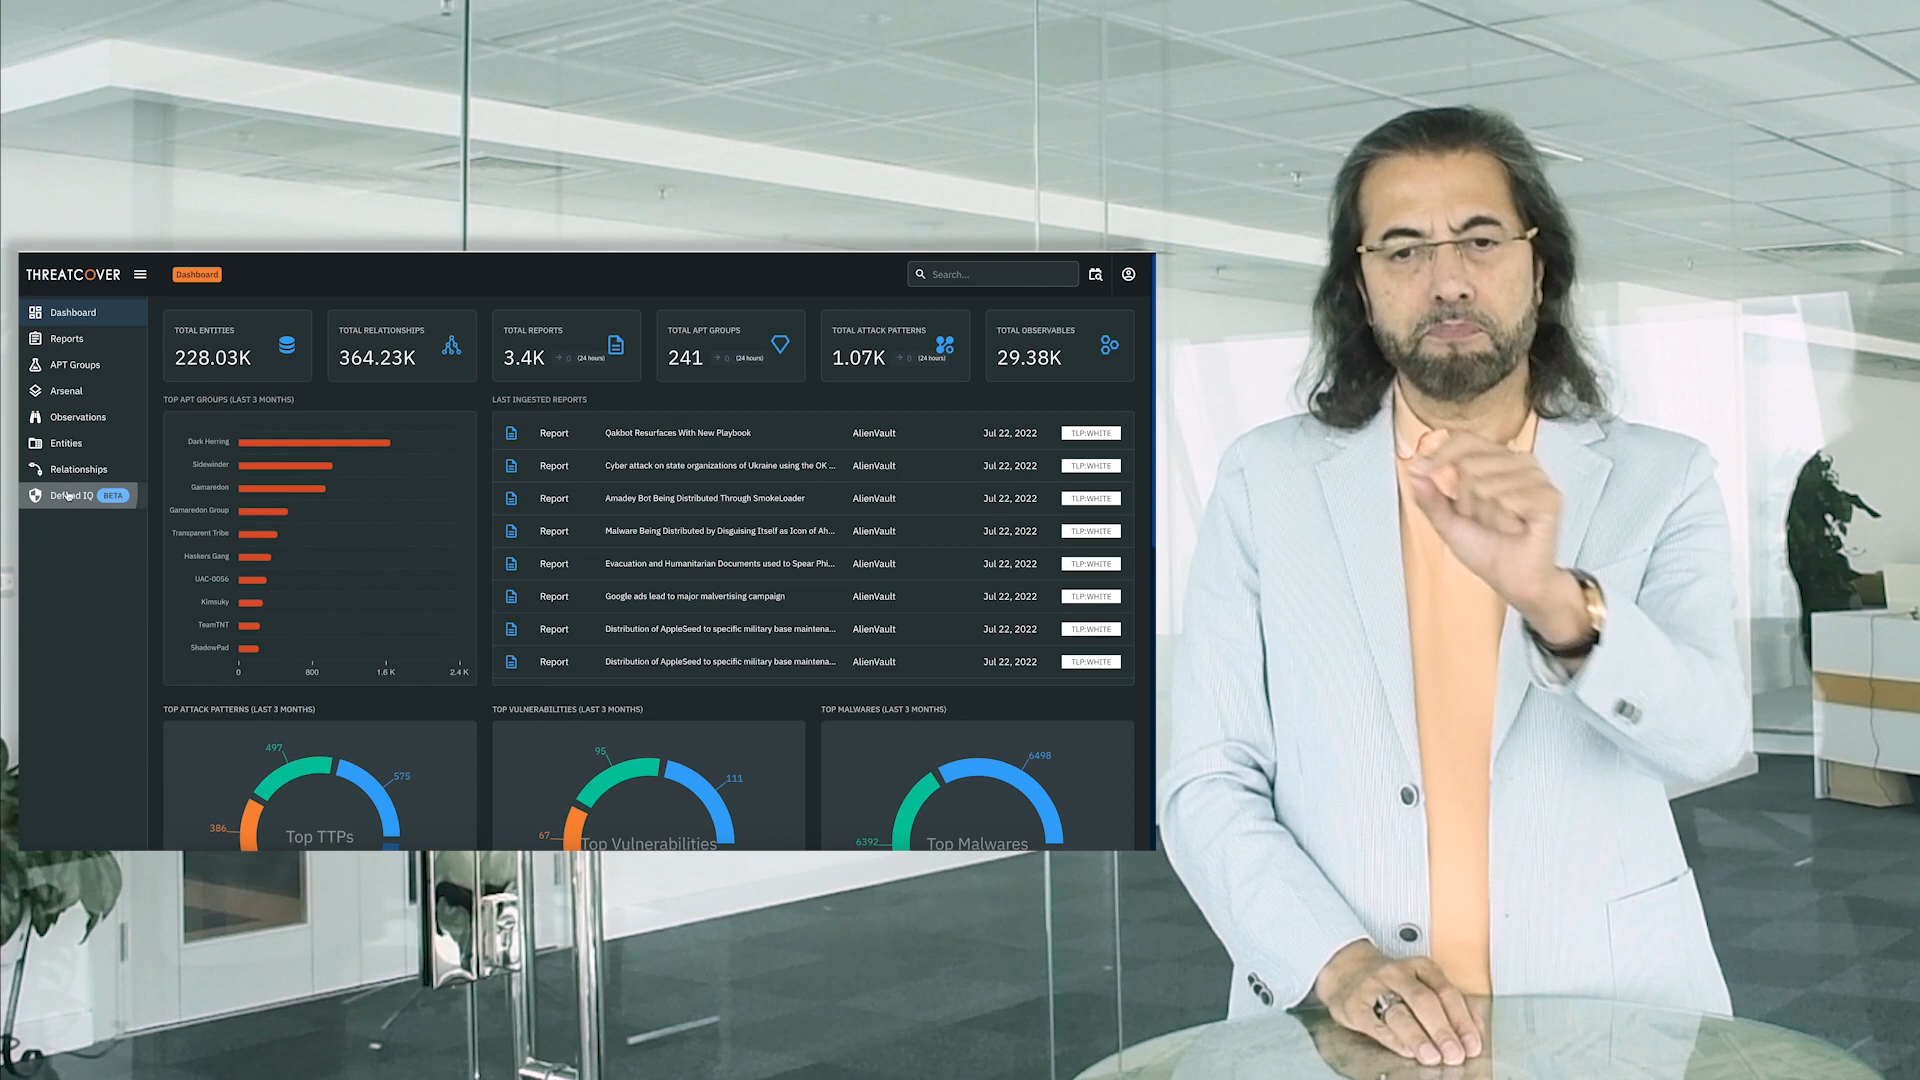 THREATCOVER
Dashboard
Search...
Dashboard
Reports
APT Groups
Arsenal
Observations
Entities
Relationships
Defend IQ BETA
TOTAL ENTITIES
228.03K
TOTAL RELATIONSHIPS
364.23K
TOTAL REPORTS
3.4K → 0 (24 hours)
TOTAL APT GROUPS
241 → 0 (24 hours)
TOTAL ATTACK PATTERNS
1.07K → 0 (24 hours)
TOTAL OBSERVABLES
29.38K
TOP APT GROUPS (LAST 3 MONTHS)
Dark Herring
Sidewinder
Gamaredon
Gamaredon Group
Transparent Tribe
Haskers Gang
UAC-0056
Kimsuky
TeamTNT
ShadowPad
0 800 1.6 K 2.4 K
LAST INGESTED REPORTS
Report Qakbot Resurfaces With New Playbook AlienVault Jul 22, 2022 TLP:WHITE
Report Cyber attack on state organizations of Ukraine using the OK ... AlienVault Jul 22, 2022 TLP:WHITE
Report Amadey Bot Being Distributed Through SmokeLoader AlienVault Jul 22, 2022 TLP:WHITE
Report Malware Being Distributed by Disguising Itself as Icon of Ah... AlienVault Jul 22, 2022 TLP:WHITE
Report Evacuation and Humanitarian Documents used to Spear Phi... AlienVault Jul 22, 2022 TLP:WHITE
Report Google ads lead to major malvertising campaign AlienVault Jul 22, 2022 TLP:WHITE
Report Distribution of AppleSeed to specific military base maintena... AlienVault Jul 22, 2022 TLP:WHITE
Report Distribution of AppleSeed to specific military base maintena... AlienVault Jul 22, 2022 TLP:WHITE
TOP ATTACK PATTERNS (LAST 3 MONTHS)
497
575
386
Top TTPs
TOP VULNERABILITIES (LAST 3 MONTHS)
95
111
67
Top Vulnerabilities
TOP MALWARES (LAST 3 MONTHS)
6498
6392
Top Malwares